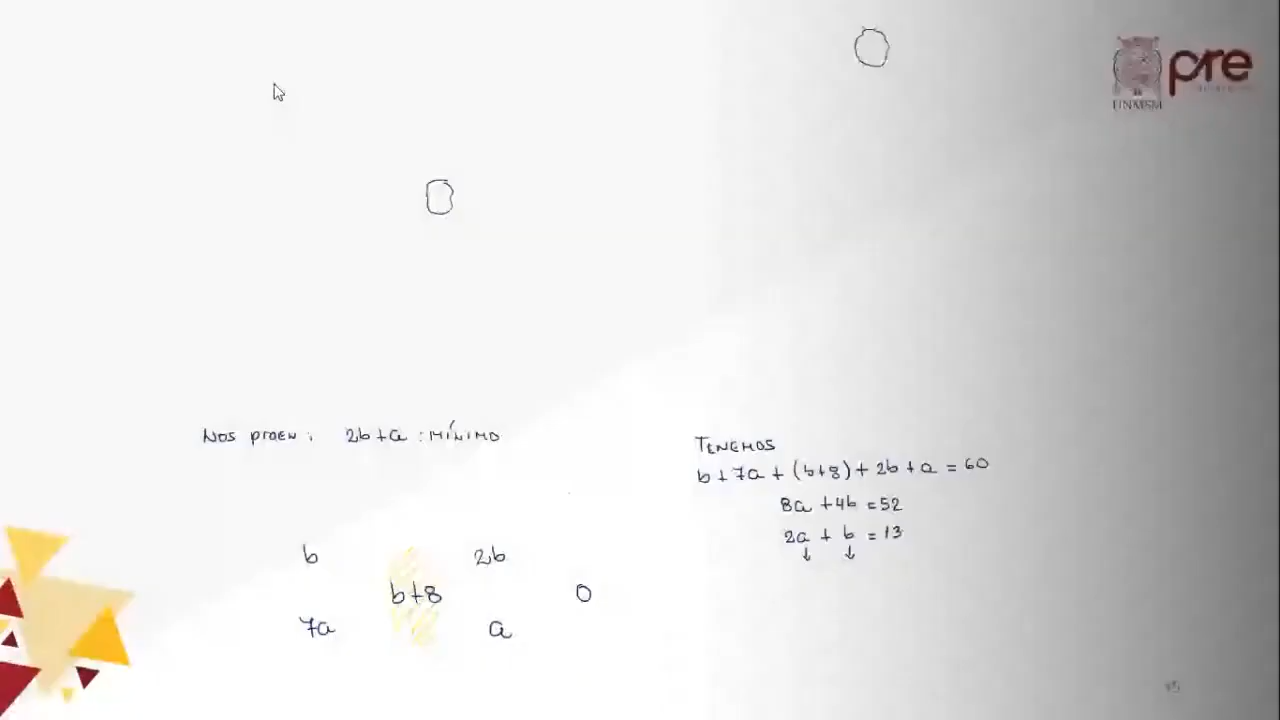 pre
UNMSM
NOS PIDEN: 2b+a : MÍNIMO
TENEMOS
b + 7a + (b+8) + 2b + a = 60
8a + 4b = 52
2a + b = 13
b 2b
b+8 0
7a a